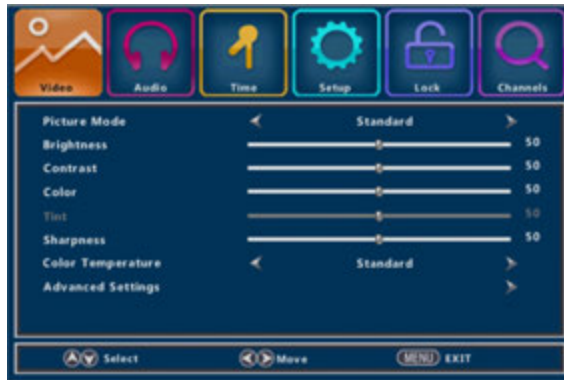 Video Audio Time Setup Lock Channels
Picture Mode Standard
Brightness 50
Contrast 50
Color 50
Tint 50
Sharpness 50
Color Temperature Standard
Advanced Settings
Select Move MENU EXIT